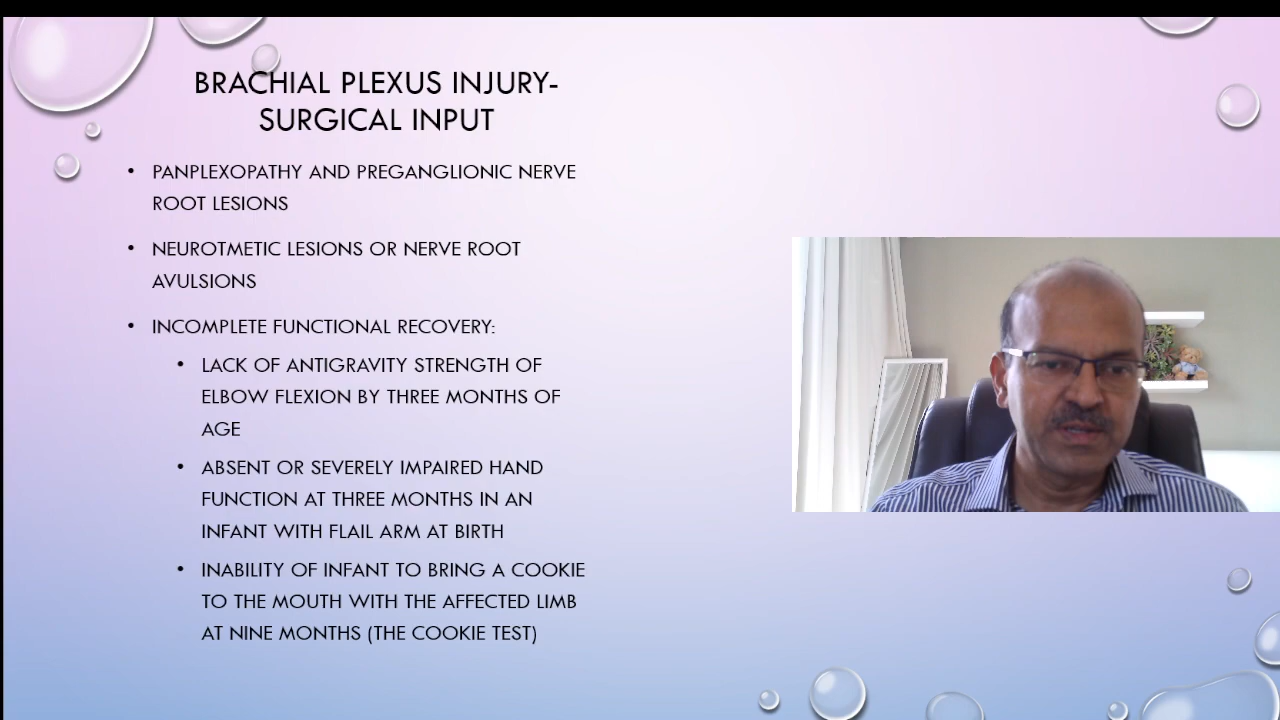 BRACHIAL PLEXUS INJURY-
SURGICAL INPUT
• PANPLEXOPATHY AND PREGANGLIONIC NERVE
ROOT LESIONS
• NEUROTMETIC LESIONS OR NERVE ROOT
AVULSIONS
• INCOMPLETE FUNCTIONAL RECOVERY:
• LACK OF ANTIGRAVITY STRENGTH OF
ELBOW FLEXION BY THREE MONTHS OF
AGE
• ABSENT OR SEVERELY IMPAIRED HAND
FUNCTION AT THREE MONTHS IN AN
INFANT WITH FLAIL ARM AT BIRTH
• INABILITY OF INFANT TO BRING A COOKIE
TO THE MOUTH WITH THE AFFECTED LIMB
AT NINE MONTHS (THE COOKIE TEST)